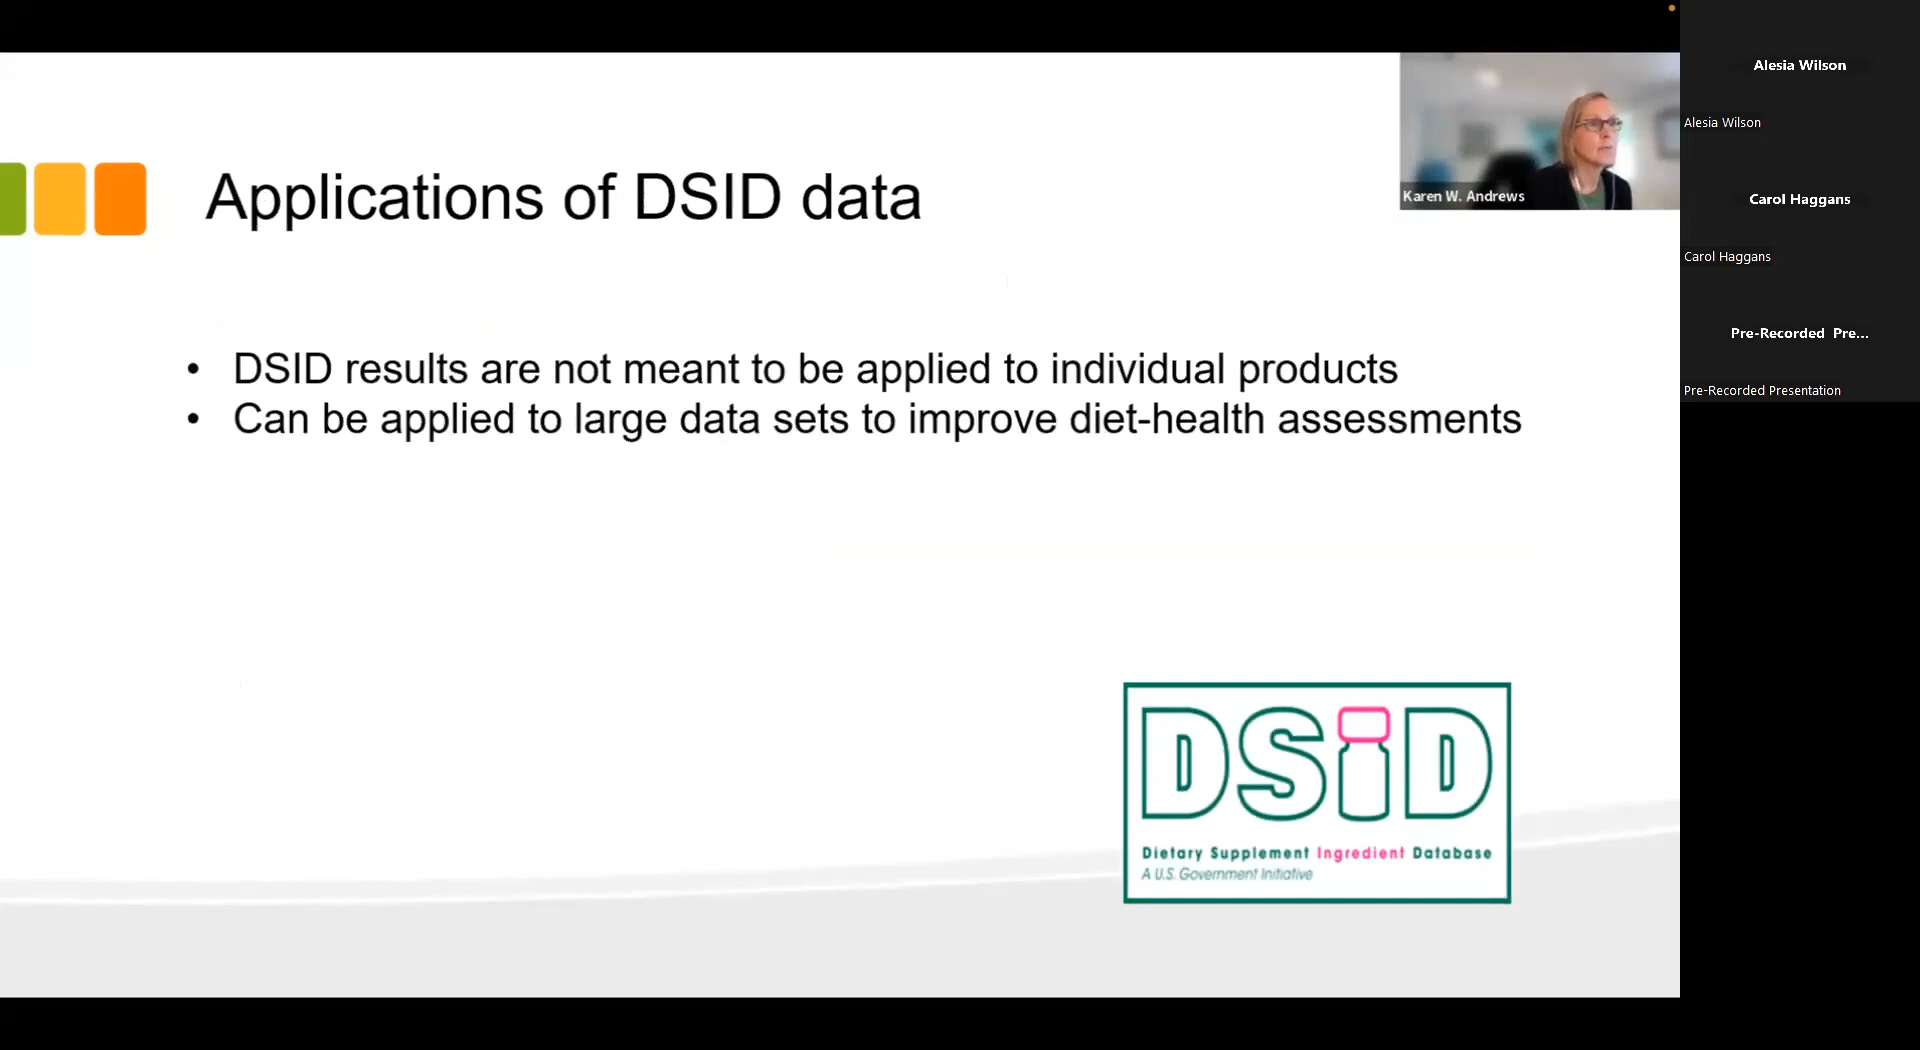 Applications of DSID data
• DSID results are not meant to be applied to individual products
• Can be applied to large data sets to improve diet-health assessments
DSiD
Dietary Supplement Ingredient Database
A U.S. Government Initiative
Karen W. Andrews
Alesia Wilson
Alesia Wilson
Carol Haggans
Carol Haggans
Pre-Recorded Pre...
Pre-Recorded Presentation